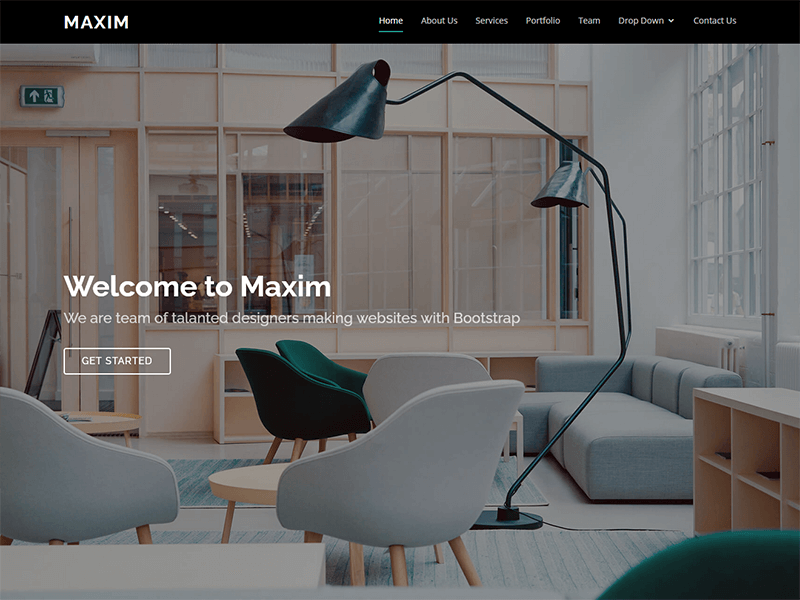 MAXIM
Home About Us Services Portfolio Team Drop Down Contact Us
Welcome to Maxim
We are team of talanted designers making websites with Bootstrap
GET STARTED